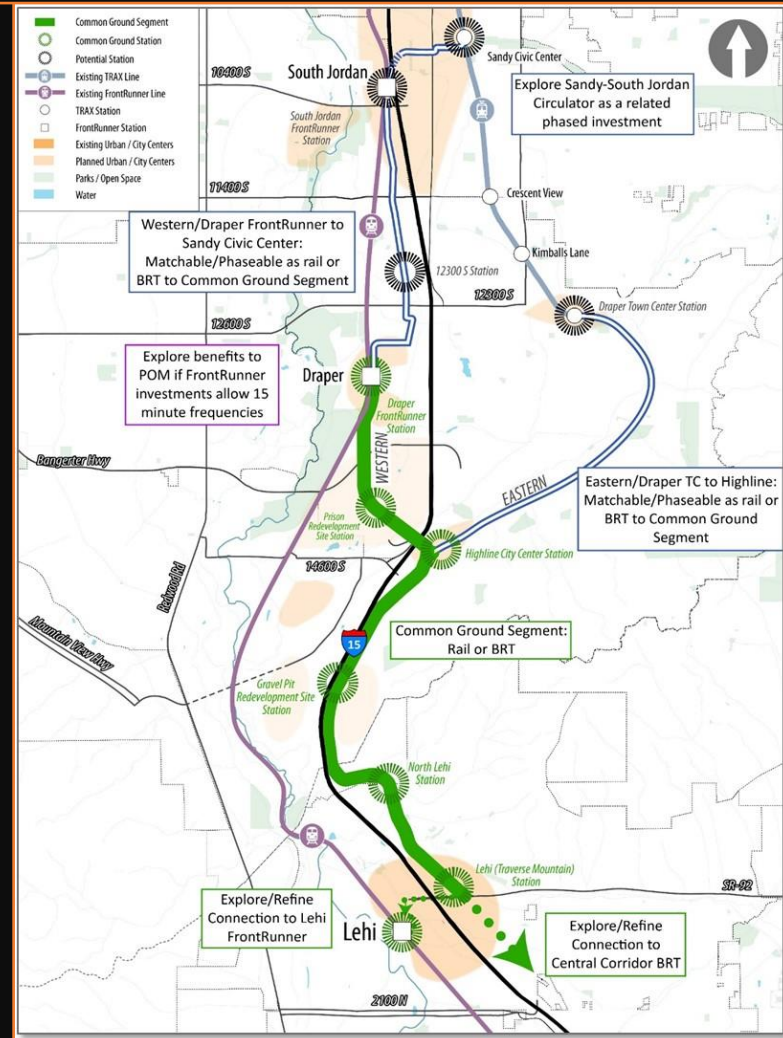 Common Ground Segment
Common Ground Station
Potential Station
Existing TRAX Line
Existing FrontRunner Line
TRAX Station
FrontRunner Station
Existing Urban / City Centers
Planned Urban / City Centers
Parks / Open Space
Water
Sandy Civic Center
South Jordan
10400 S
South Jordan
FrontRunner
Station
Explore Sandy-South Jordan
Circulator as a related
phased investment
11400 S
Crescent View
Western/Draper FrontRunner to
Sandy Civic Center:
Matchable/Phaseable as rail or
BRT to Common Ground Segment
Kimballs Lane
12300 S Station
12300 S
Draper Town Center Station
12600 S
Explore benefits to
POM if FrontRunner
investments allow 15
minute frequencies
Draper
Draper
FrontRunner
Station
WESTERN
Bangerter Hwy
EASTERN
Eastern/Draper TC to Highline:
Matchable/Phaseable as rail or
BRT to Common Ground
Segment
Prison
Redevelopment
Site Station
Highline City Center Station
14600 S
Redwood Rd
Mountain View Hwy
15
Common Ground Segment:
Rail or BRT
Gravel Pit
Redevelopment Site
Station
North Lehi
Station
Lehi (Traverse Mountain)
Station
SR-92
Explore/Refine
Connection to Lehi
FrontRunner
Lehi
Explore/Refine
Connection to
Central Corridor BRT
2100 N